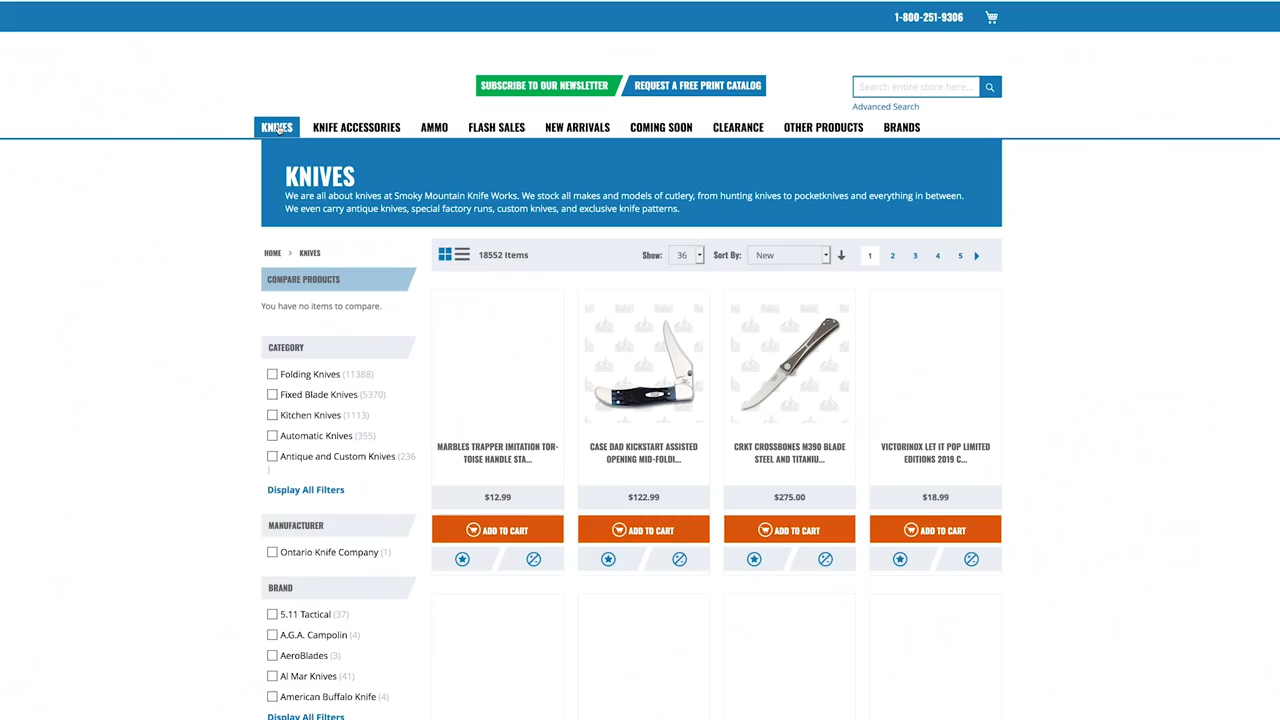 1-800-251-9306
SUBSCRIBE TO OUR NEWSLETTER
REQUEST A FREE PRINT CATALOG
Search entire store here...
Advanced Search
KNIVES
KNIFE ACCESSORIES
AMMO
FLASH SALES
NEW ARRIVALS
COMING SOON
CLEARANCE
OTHER PRODUCTS
BRANDS
KNIVES
We are all about knives at Smoky Mountain Knife Works. We stock all makes and models of cutlery, from hunting knives to pocketknives and everything in between.
We even carry antique knives, special factory runs, custom knives, and exclusive knife patterns.
HOME > KNIVES
COMPARE PRODUCTS
You have no items to compare.
CATEGORY
Folding Knives (11388)
Fixed Blade Knives (5370)
Kitchen Knives (1113)
Automatic Knives (355)
Antique and Custom Knives (236
)
Display All Filters
MANUFACTURER
Ontario Knife Company (1)
BRAND
5.11 Tactical (37)
A.G.A. Campolin (4)
AeroBlades (3)
Al Mar Knives (41)
American Buffalo Knife (4)
Display All Filters
18552 Items
Show: 36
Sort By: New
1 2 3 4 5
MARBLES TRAPPER IMITATION TOR-
TOISE HANDLE STA...
$12.99
ADD TO CART
CASE DAD KICKSTART ASSISTED
OPENING MID-FOLDI...
$122.99
ADD TO CART
CRKT CROSSBONES M390 BLADE
STEEL AND TITANIU...
$275.00
ADD TO CART
VICTORINOX LET IT POP LIMITED
EDITIONS 2019 C...
$18.99
ADD TO CART